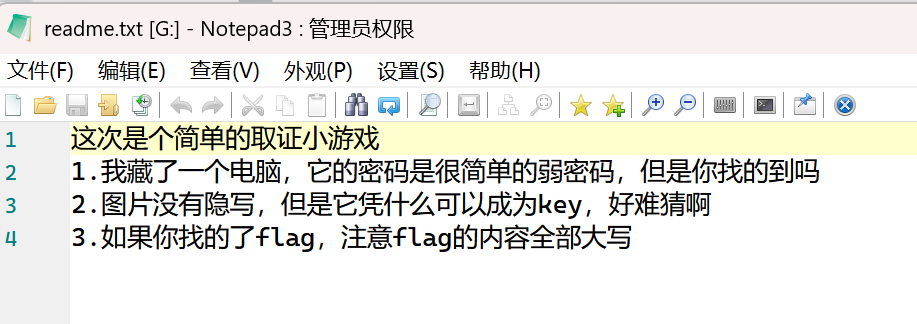 readme.txt [G:] - Notepad3 : 管理员权限
文件(F) 编辑(E) 查看(V) 外观(P) 设置(S) 帮助(H)
1 这次是个简单的取证小游戏
2 1.我藏了一个电脑，它的密码是很简单的弱密码，但是你找的到吗
3 2.图片没有隐写，但是它凭什么可以成为key，好难猜啊
4 3.如果你找的了flag，注意flag的内容全部大写